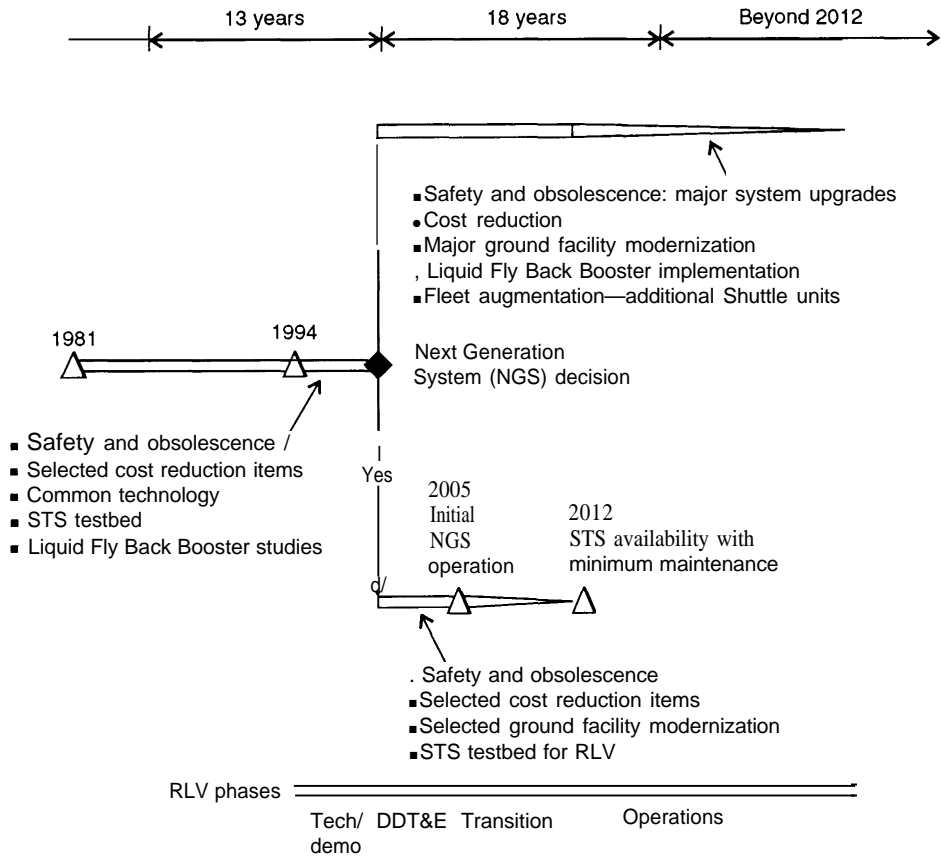 13 years
18 years
Beyond 2012
▪Safety and obsolescence: major system upgrades
•Cost reduction
▪Major ground facility modernization
, Liquid Fly Back Booster implementation
▪Fleet augmentation—additional Shuttle units
1981
1994
Next Generation
System (NGS) decision
▪ Safety and obsolescence /
▪ Selected cost reduction items
▪ Common technology
▪ STS testbed
▪ Liquid Fly Back Booster studies
Yes
2005
Initial
NGS
operation
2012
STS availability with
minimum maintenance
d/
. Safety and obsolescence
▪Selected cost reduction items
▪Selected ground facility modernization
▪STS testbed for RLV
RLV phases
Tech/
demo
DDT&E
Transition
Operations